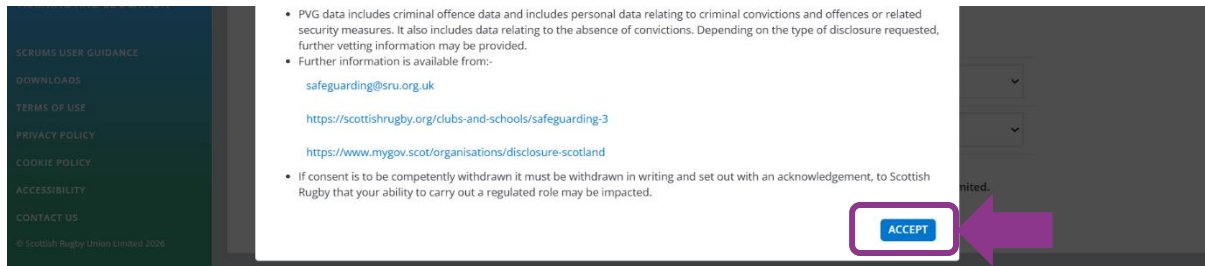 SCRUMS USER GUIDANCE
DOWNLOADS
TERMS OF USE
PRIVACY POLICY
COOKIE POLICY
ACCESSIBILITY
CONTACT US
© Scottish Rugby Union Limited 2026
• PVG data includes criminal offence data and includes personal data relating to criminal convictions and offences or related
security measures. It also includes data relating to the absence of convictions. Depending on the type of disclosure requested,
further vetting information may be provided.
• Further information is available from:-
safeguarding@sru.org.uk
https://scottishrugby.org/clubs-and-schools/safeguarding-3
https://www.mygov.scot/organisations/disclosure-scotland
• If consent is to be competently withdrawn it must be withdrawn in writing and set out with an acknowledgement, to Scottish
Rugby that your ability to carry out a regulated role may be impacted.
ACCEPT